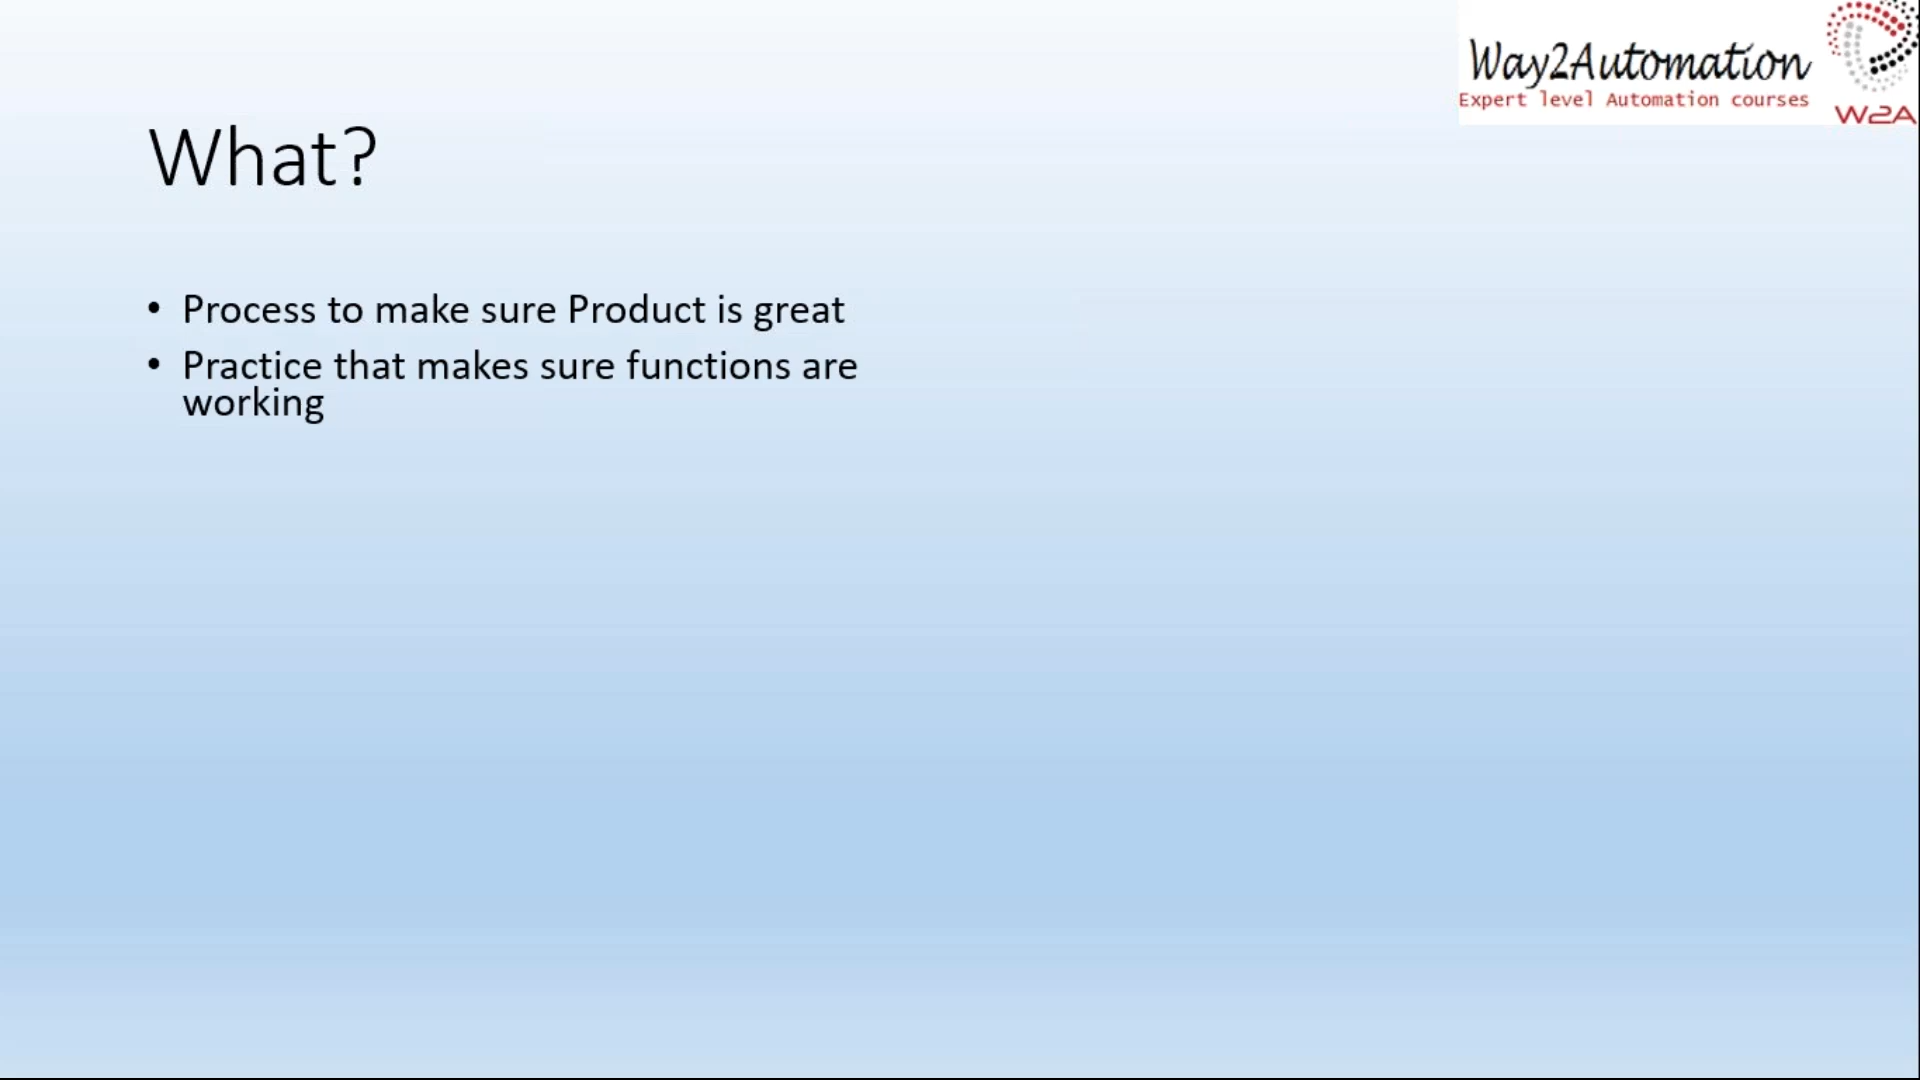 Way2Automation
Expert level Automation courses
W2A
What?
• Process to make sure Product is great
• Practice that makes sure functions are
working